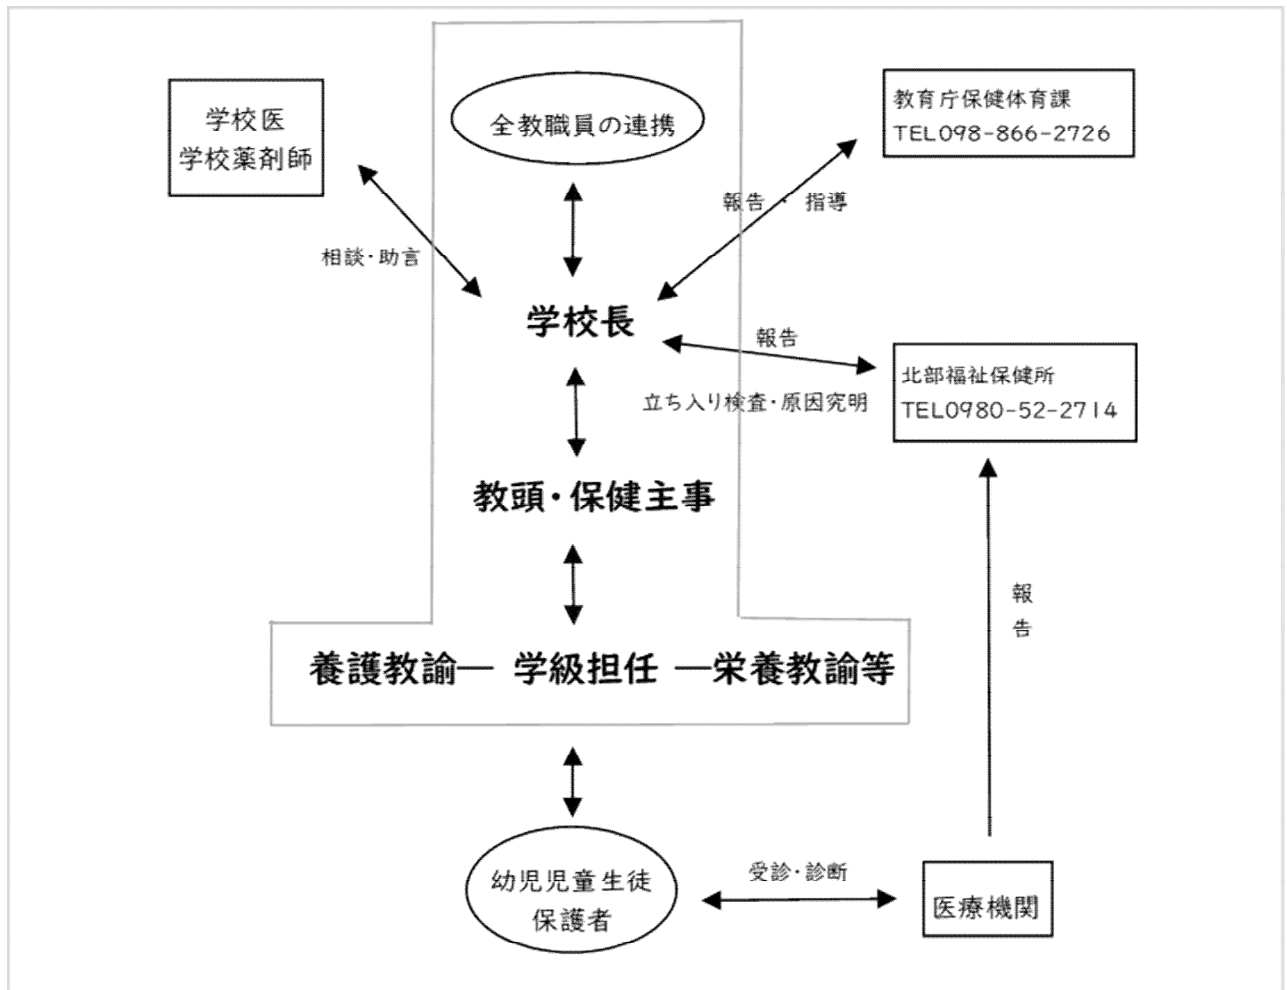 全教職員の連携
学校医
学校薬剤師
教育庁保健体育課
TEL098-866-2726
報告・指導
相談・助言
学校長
報告
立ち入り検査・原因究明
北部福祉保健所
TEL0980-52-2714
教頭・保健主事
報告
養護教諭― 学級担任 ―栄養教諭等
幼児児童生徒
保護者
受診・診断
医療機関